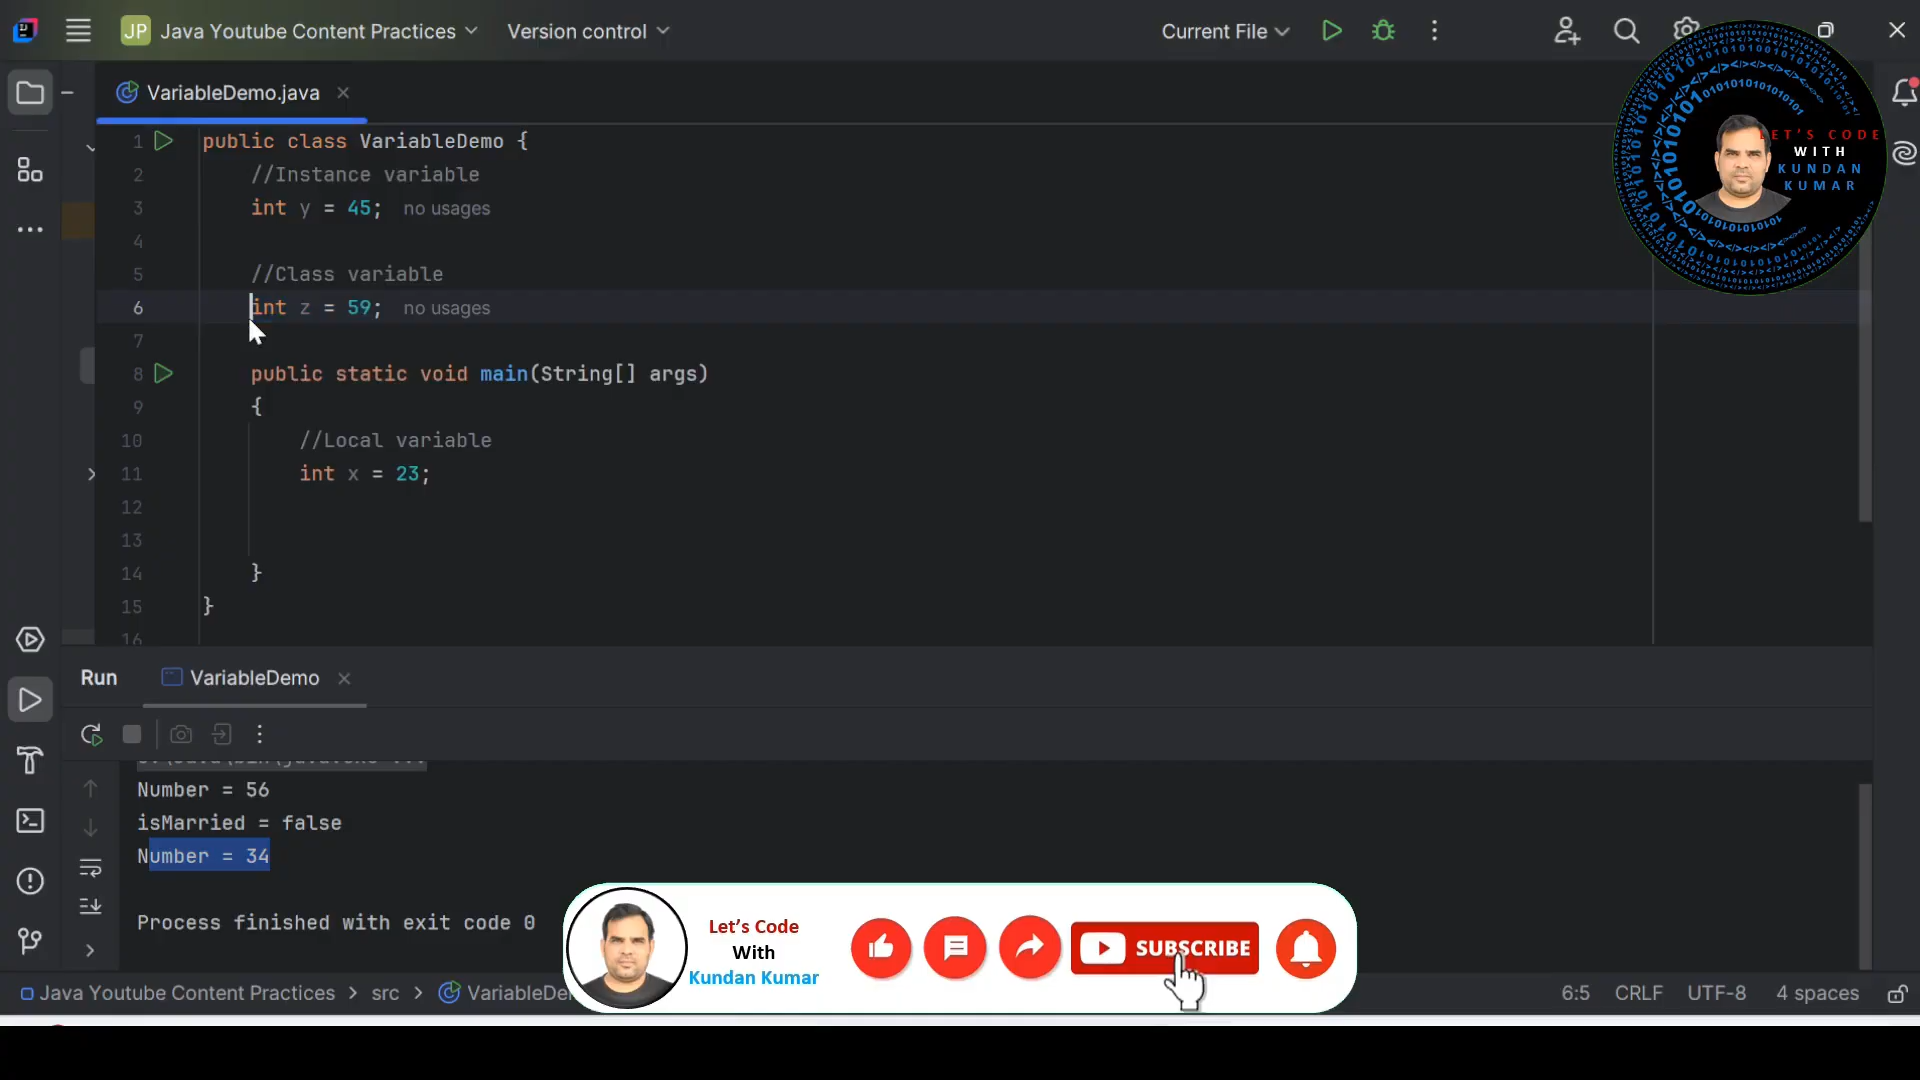 JP Java Youtube Content Practices Version control Current File
VariableDemo.java
1 public class VariableDemo {
2 //Instance variable
3 int y = 45; no usages
4
5 //Class variable
6 int z = 59; no usages
7
8 public static void main(String[] args)
9 {
10 //Local variable
11 int x = 23;
12
13
14 }
15 }
16
LET'S CODE
WITH
KUNDAN
KUMAR
Run VariableDemo
Number = 56
isMarried = false
Number = 34
Process finished with exit code 0
Let's Code
With
Kundan Kumar
SUBSCRIBE
Java Youtube Content Practices > src > VariableDe
6:5 CRLF UTF-8 4 spaces